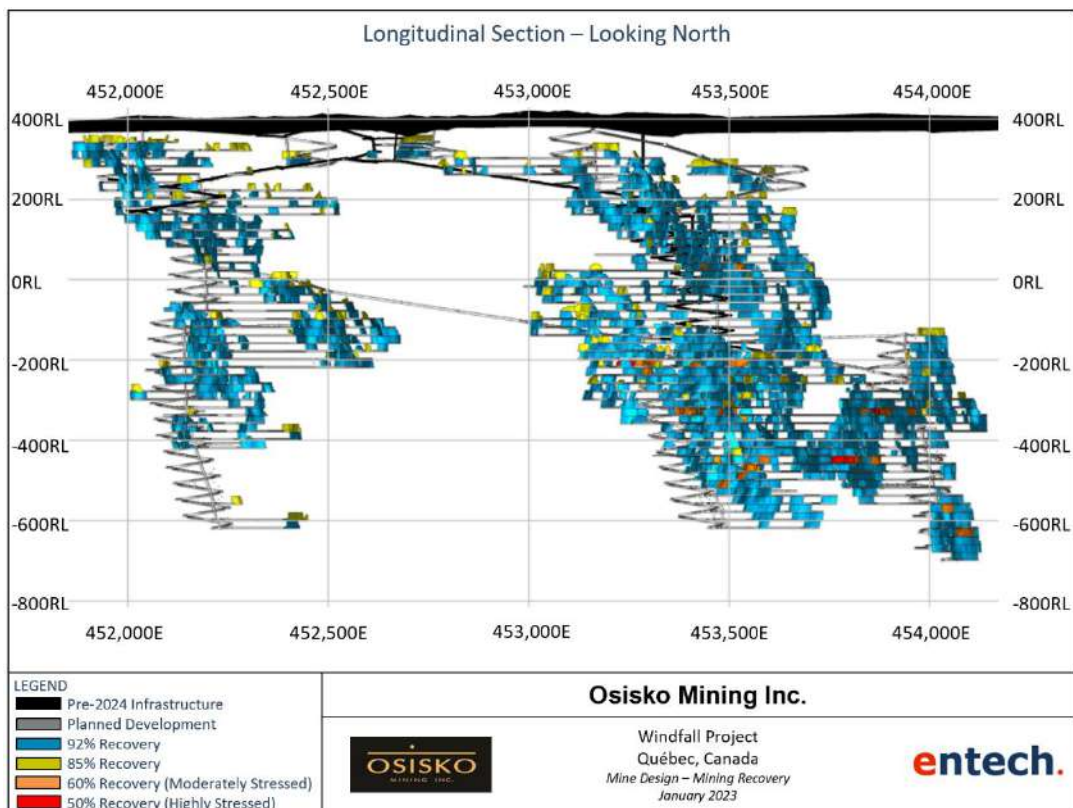 Longitudinal Section – Looking North
452,000E 452,500E 453,000E 453,500E 454,000E
400RL 400RL
200RL 200RL
0RL 0RL
-200RL -200RL
-400RL -400RL
-600RL -600RL
-800RL -800RL
452,000E 452,500E 453,000E 453,500E 454,000E
LEGEND
Pre-2024 Infrastructure
Planned Development
92% Recovery
85% Recovery
60% Recovery (Moderately Stressed)
50% Recovery (Highly Stressed)
Osisko Mining Inc.
OSISKO
MINING INC.
Windfall Project
Québec, Canada
Mine Design – Mining Recovery
January 2023
entech.